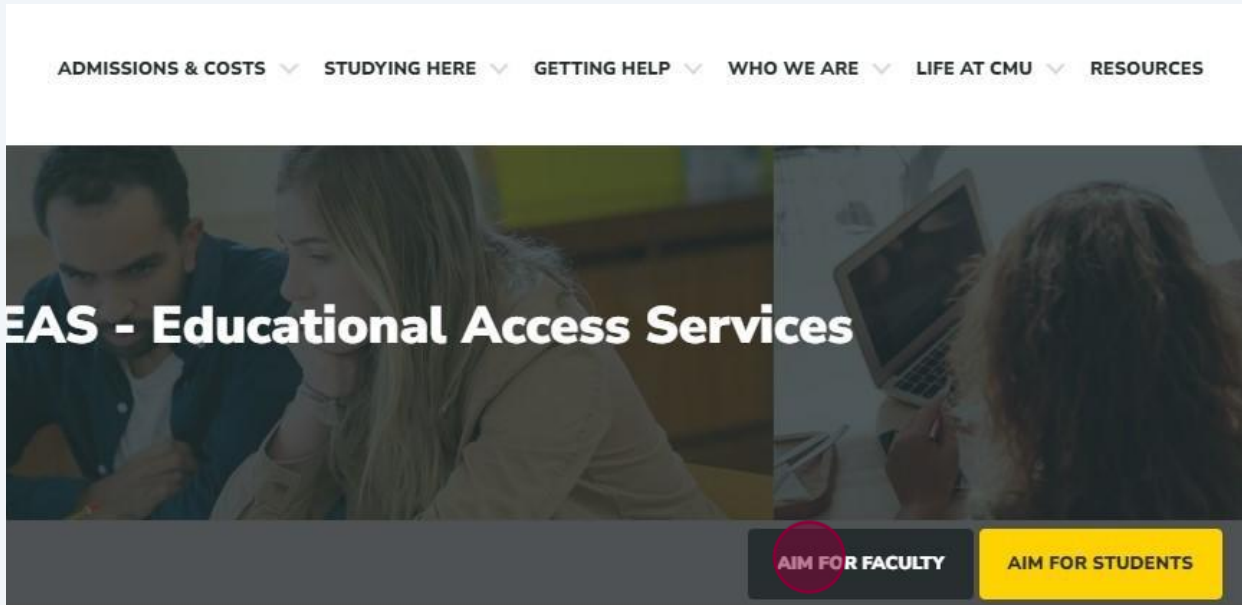 ADMISSIONS & COSTS STUDYING HERE GETTING HELP WHO WE ARE LIFE AT CMU RESOURCES
EAS - Educational Access Services
AIM FOR FACULTY AIM FOR STUDENTS